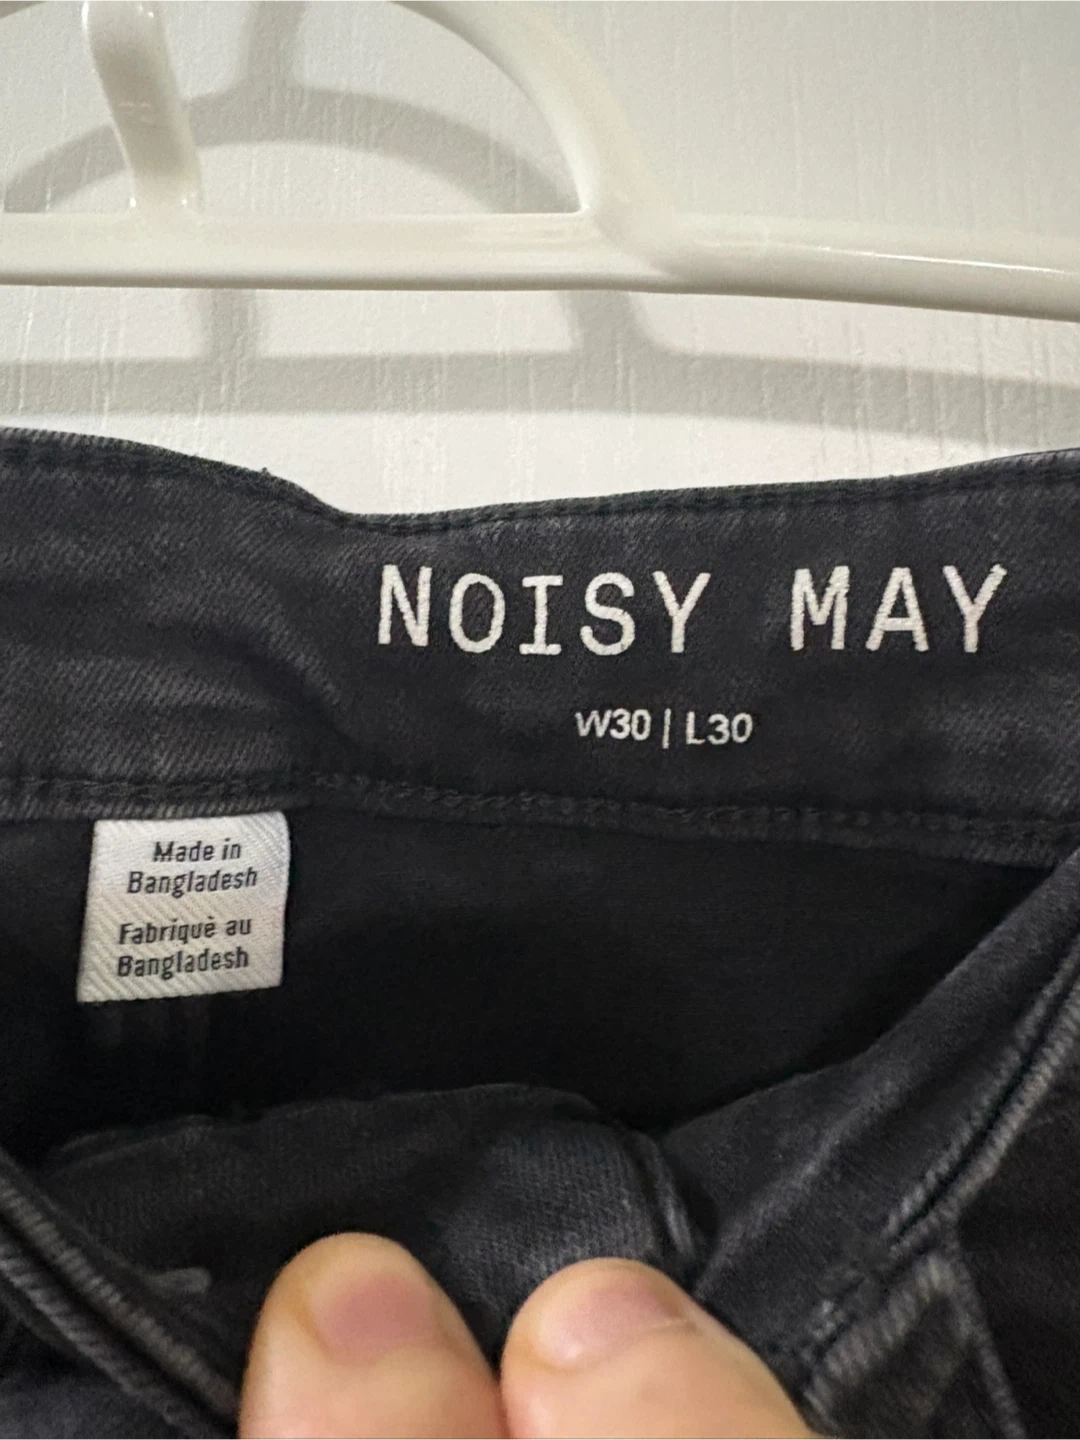 NOISY MAY
W30 | L30
Made in
Bangladesh
Fabriquè au
Bangladesh